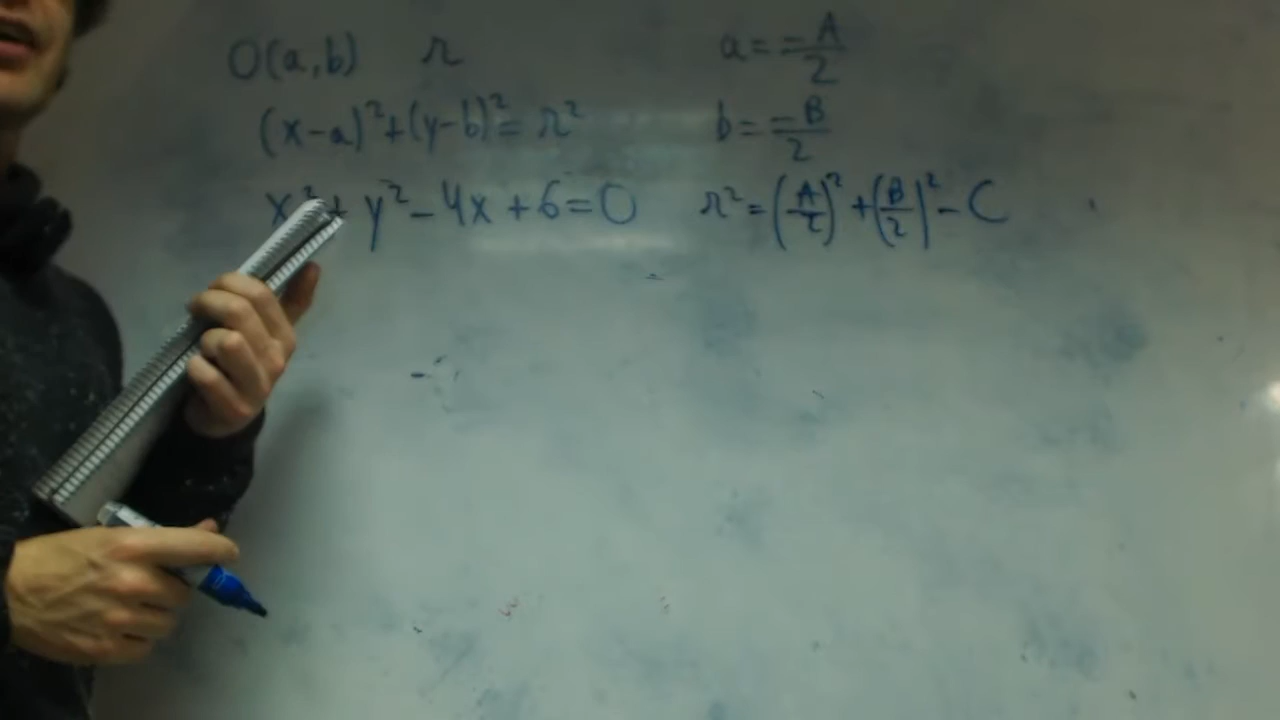 O(a,b) r
(x-a)²+(y-b)²=r²
x²+y²-4x+6=0
a=-A/2
b=-B/2
r²=(A/2)²+(B/2)²-C